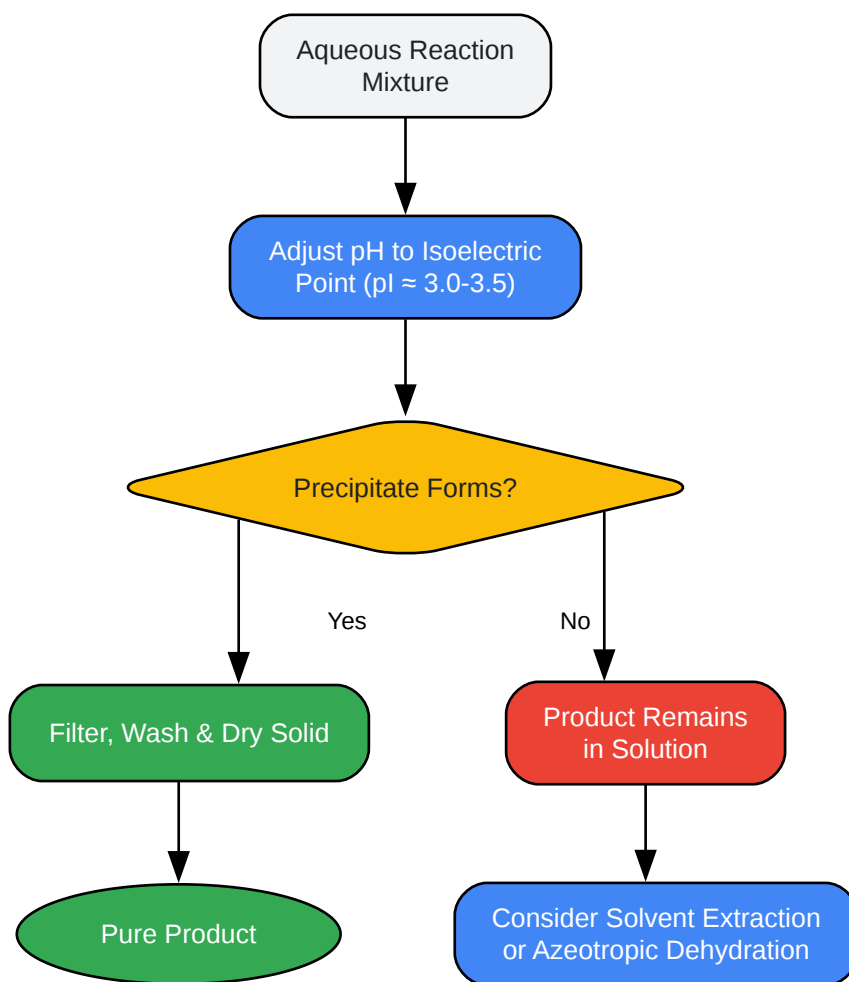 Aqueous Reaction
Mixture
Adjust pH to Isoelectric
Point (pI ≈ 3.0-3.5)
Precipitate Forms?
Yes
No
Filter, Wash & Dry Solid
Product Remains
in Solution
Pure Product
Consider Solvent Extraction
or Azeotropic Dehydration